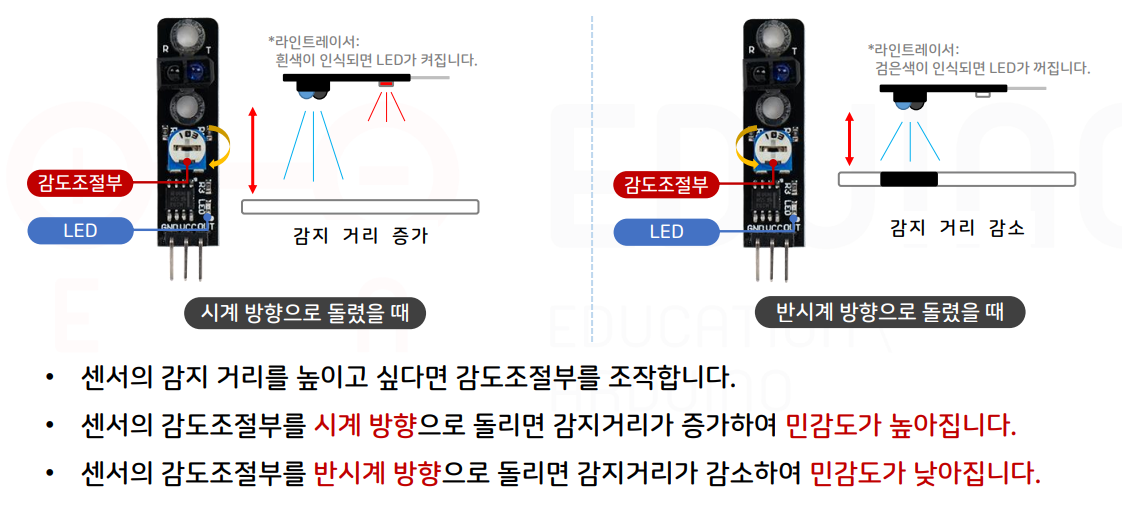 *라인트레이서:
흰색이 인식되면 LED가 켜집니다.
R T
103
감도조절부
R3 LED
LED
GND VCC OUT
감지 거리 증가
시계 방향으로 돌렸을 때
*라인트레이서:
검은색이 인식되면 LED가 꺼집니다.
R T
103
감도조절부
R3 LED
LED
GND VCC OUT
감지 거리 감소
반시계 방향으로 돌렸을 때
EDUCATION
ARDUINO
• 센서의 감지 거리를 높이고 싶다면 감도조절부를 조작합니다.
• 센서의 감도조절부를 시계 방향으로 돌리면 감지거리가 증가하여 민감도가 높아집니다.
• 센서의 감도조절부를 반시계 방향으로 돌리면 감지거리가 감소하여 민감도가 낮아집니다.